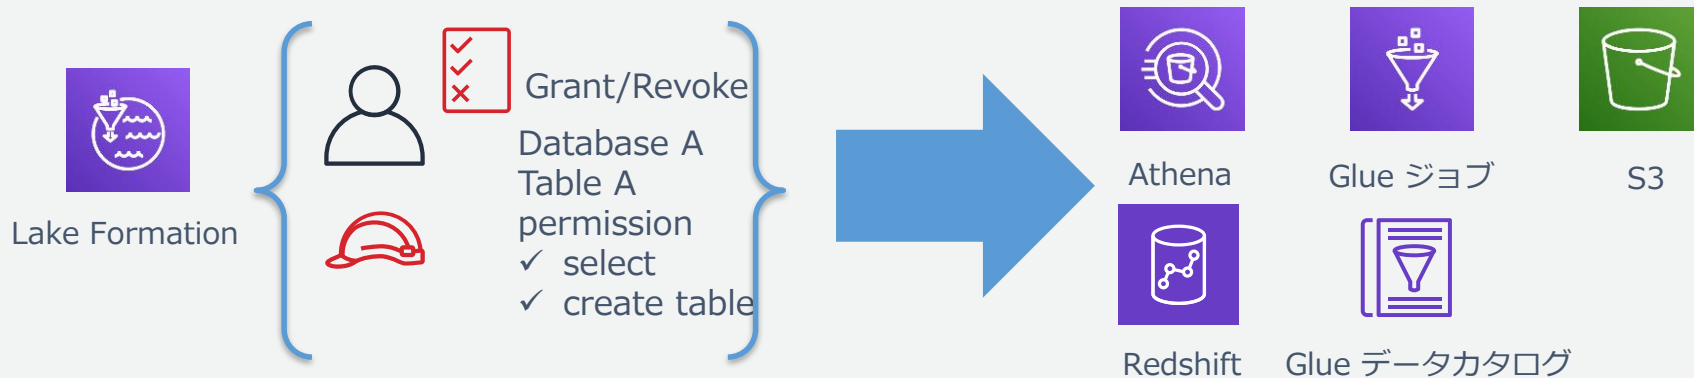 Lake Formation
Grant/Revoke
Database A
Table A
permission
✓ select
✓ create table
Athena
Glue ジョブ
S3
Redshift
Glue データカタログ